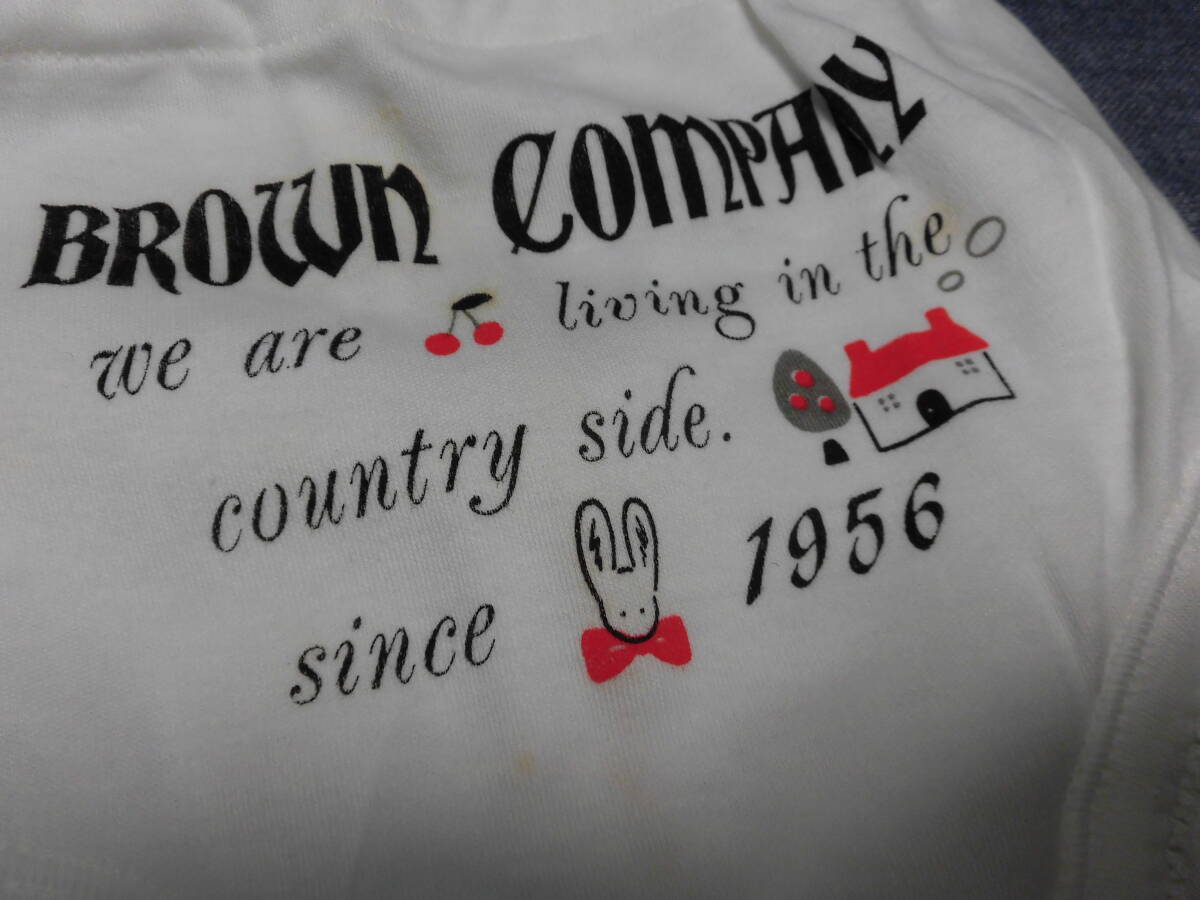 BROWN COMPANY
we are living in the
country side.
since 1956